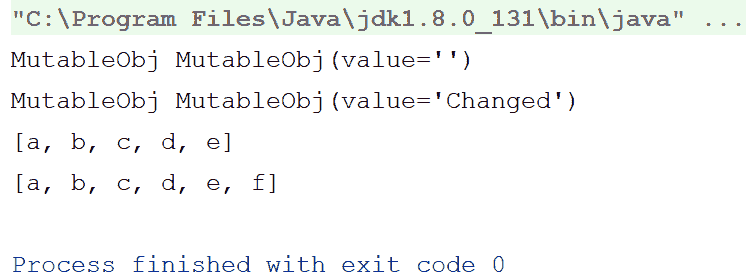 "C:\Program Files\Java\jdk1.8.0_131\bin\java" ...
MutableObj MutableObj(value='')
MutableObj MutableObj(value='Changed')
[a, b, c, d, e]
[a, b, c, d, e, f]
Process finished with exit code 0